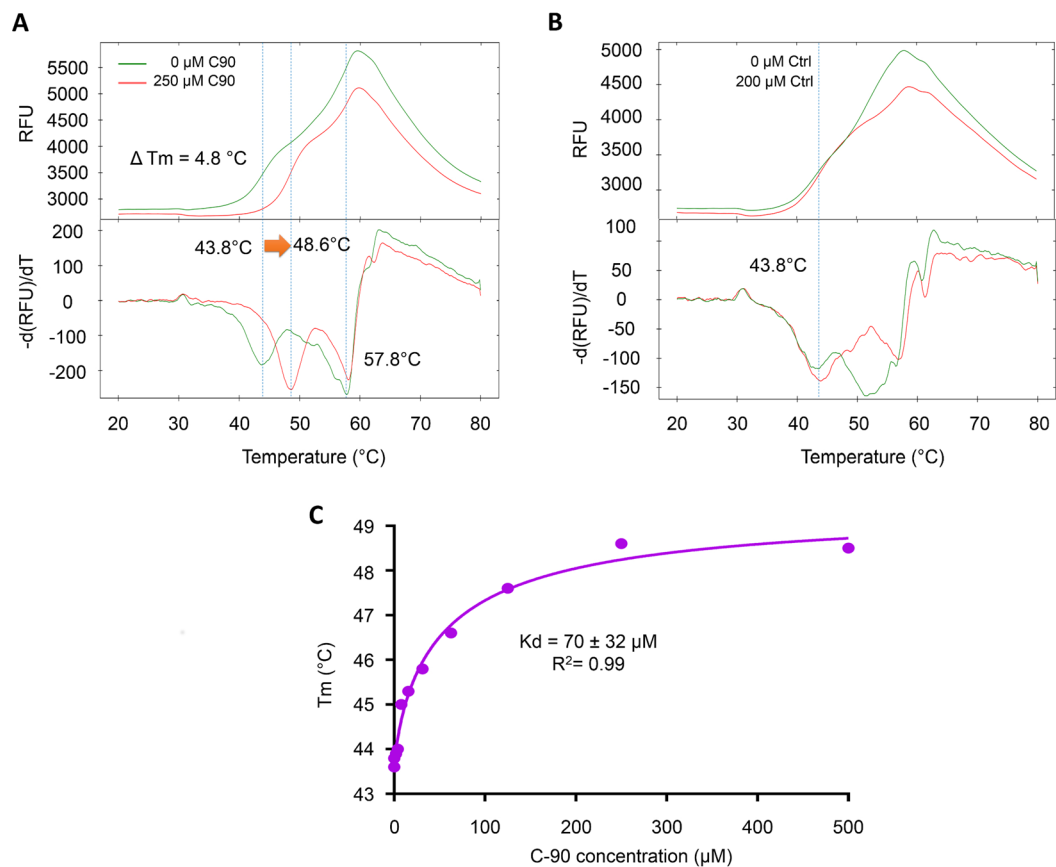 A
RFU
5500
5000
4500
4000
3500
3000
0 µM C90
250 µM C90
Δ Tm = 4.8 °C
-d(RFU)/dT
200
100
0
-100
-200
43.8°C
48.6°C
57.8°C
20 30 40 50 60 70 80
Temperature (°C)
B
RFU
5000
4500
4000
3500
3000
0 µM Ctrl
200 µM Ctrl
-d(RFU)/dT
50
0
-50
-100
-150
43.8°C
20 30 40 50 60 70 80
Temperature (°C)
C
Tm (°C)
49
48
47
46
45
44
43
Kd = 70 ± 32 µM
R²= 0.99
0 100 200 300 400 500
C-90 concentration (µM)